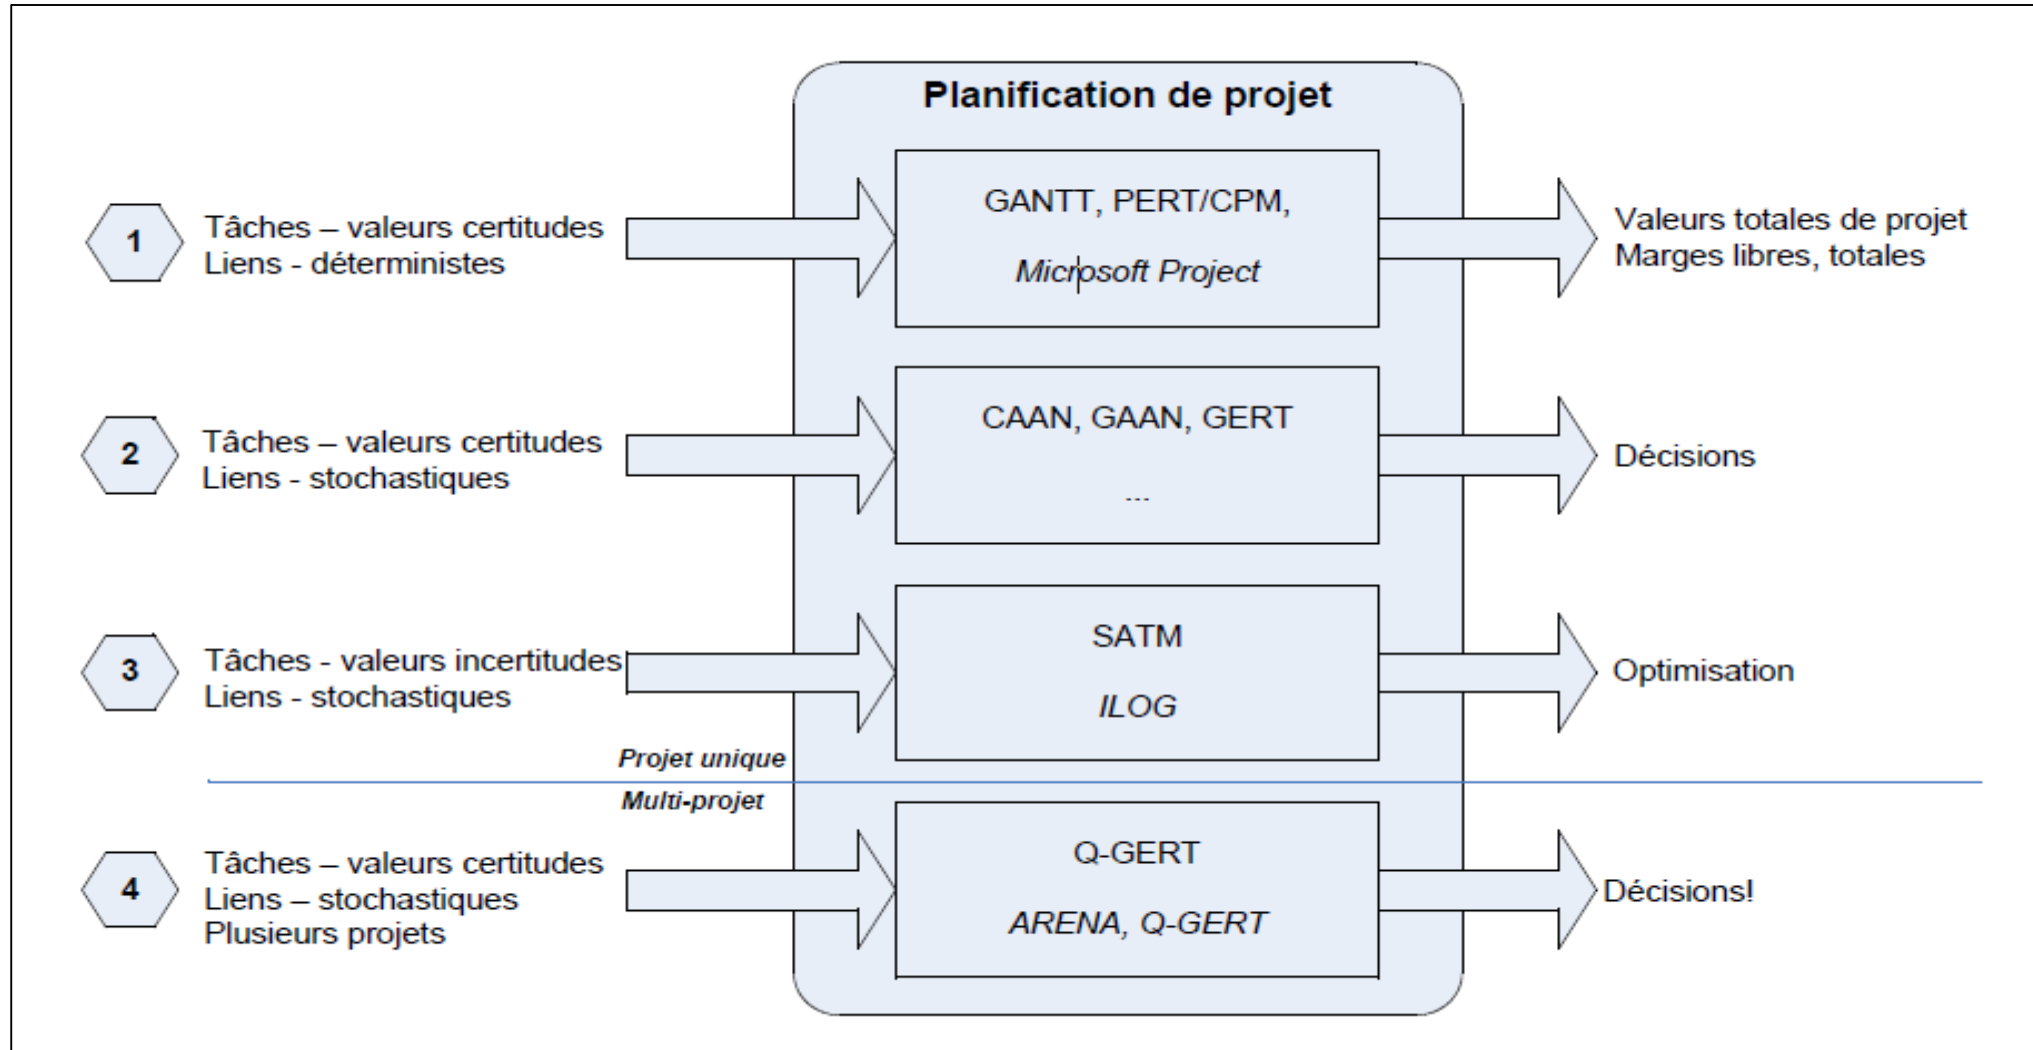 Planification de projet
1
Tâches – valeurs certitudes
Liens - déterministes
GANTT, PERT/CPM,
Microsoft Project
Valeurs totales de projet
Marges libres, totales
2
Tâches – valeurs certitudes
Liens - stochastiques
CAAN, GAAN, GERT
...
Décisions
3
Tâches - valeurs incertitudes
Liens - stochastiques
SATM
ILOG
Optimisation
Projet unique
Multi-projet
4
Tâches – valeurs certitudes
Liens – stochastiques
Plusieurs projets
Q-GERT
ARENA, Q-GERT
Décisions!